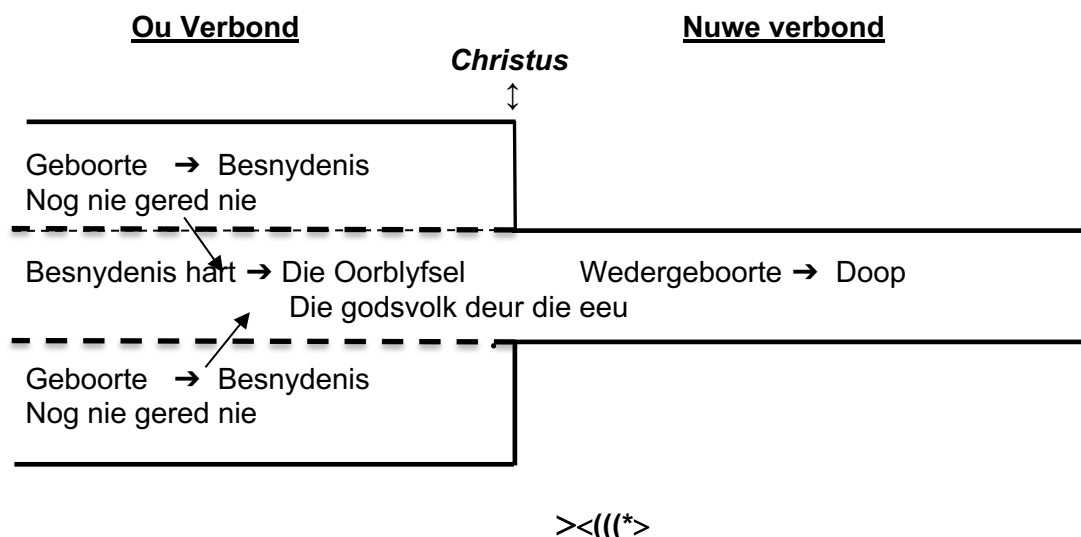 Ou Verbond Nuwe verbond
Christus
↕
Geboorte ➔ Besnydenis
Nog nie gered nie
Besnydenis hart ➔ Die Oorblyfsel Wedergeboorte ➔ Doop
Die godsvolk deur die eeu
Geboorte ➔ Besnydenis
Nog nie gered nie
><(((*>